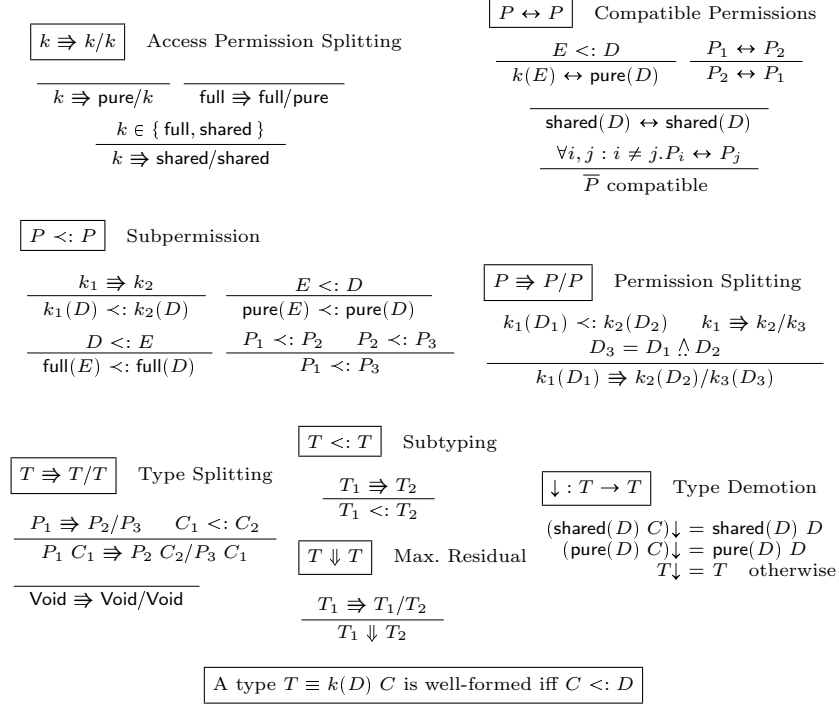 k ⇛ k/k Access Permission Splitting
k ⇛ pure/k full ⇛ full/pure
k ∈ { full, shared }
k ⇛ shared/shared
P ↔ P Compatible Permissions
E <: D P₁ ↔ P₂
k(E) ↔ pure(D) P₂ ↔ P₁
shared(D) ↔ shared(D)
∀i, j : i ≠ j.Pᵢ ↔ Pⱼ
P̅ compatible
P ≺: P Subpermission
k₁ ⇛ k₂ E <: D
k₁(D) ≺: k₂(D) pure(E) ≺: pure(D)
D <: E P₁ ≺: P₂ P₂ ≺: P₃
full(E) ≺: full(D) P₁ ≺: P₃
P ⇛ P/P Permission Splitting
k₁(D₁) ≺: k₂(D₂) k₁ ⇛ k₂/k₃
D₃ = D₁ ⩑ D₂
k₁(D₁) ⇛ k₂(D₂)/k₃(D₃)
T ⇛ T/T Type Splitting
P₁ ⇛ P₂/P₃ C₁ <: C₂
P₁ C₁ ⇛ P₂ C₂/P₃ C₁
Void ⇛ Void/Void
T <: T Subtyping
T₁ ⇛ T₂
T₁ <: T₂
T ⇓ T Max. Residual
T₁ ⇛ T₁/T₂
T₁ ⇓ T₂
↓ : T → T Type Demotion
(shared(D) C)↓ = shared(D) D
(pure(D) C)↓ = pure(D) D
T↓ = T otherwise
A type T ≡ k(D) C is well-formed iff C <: D